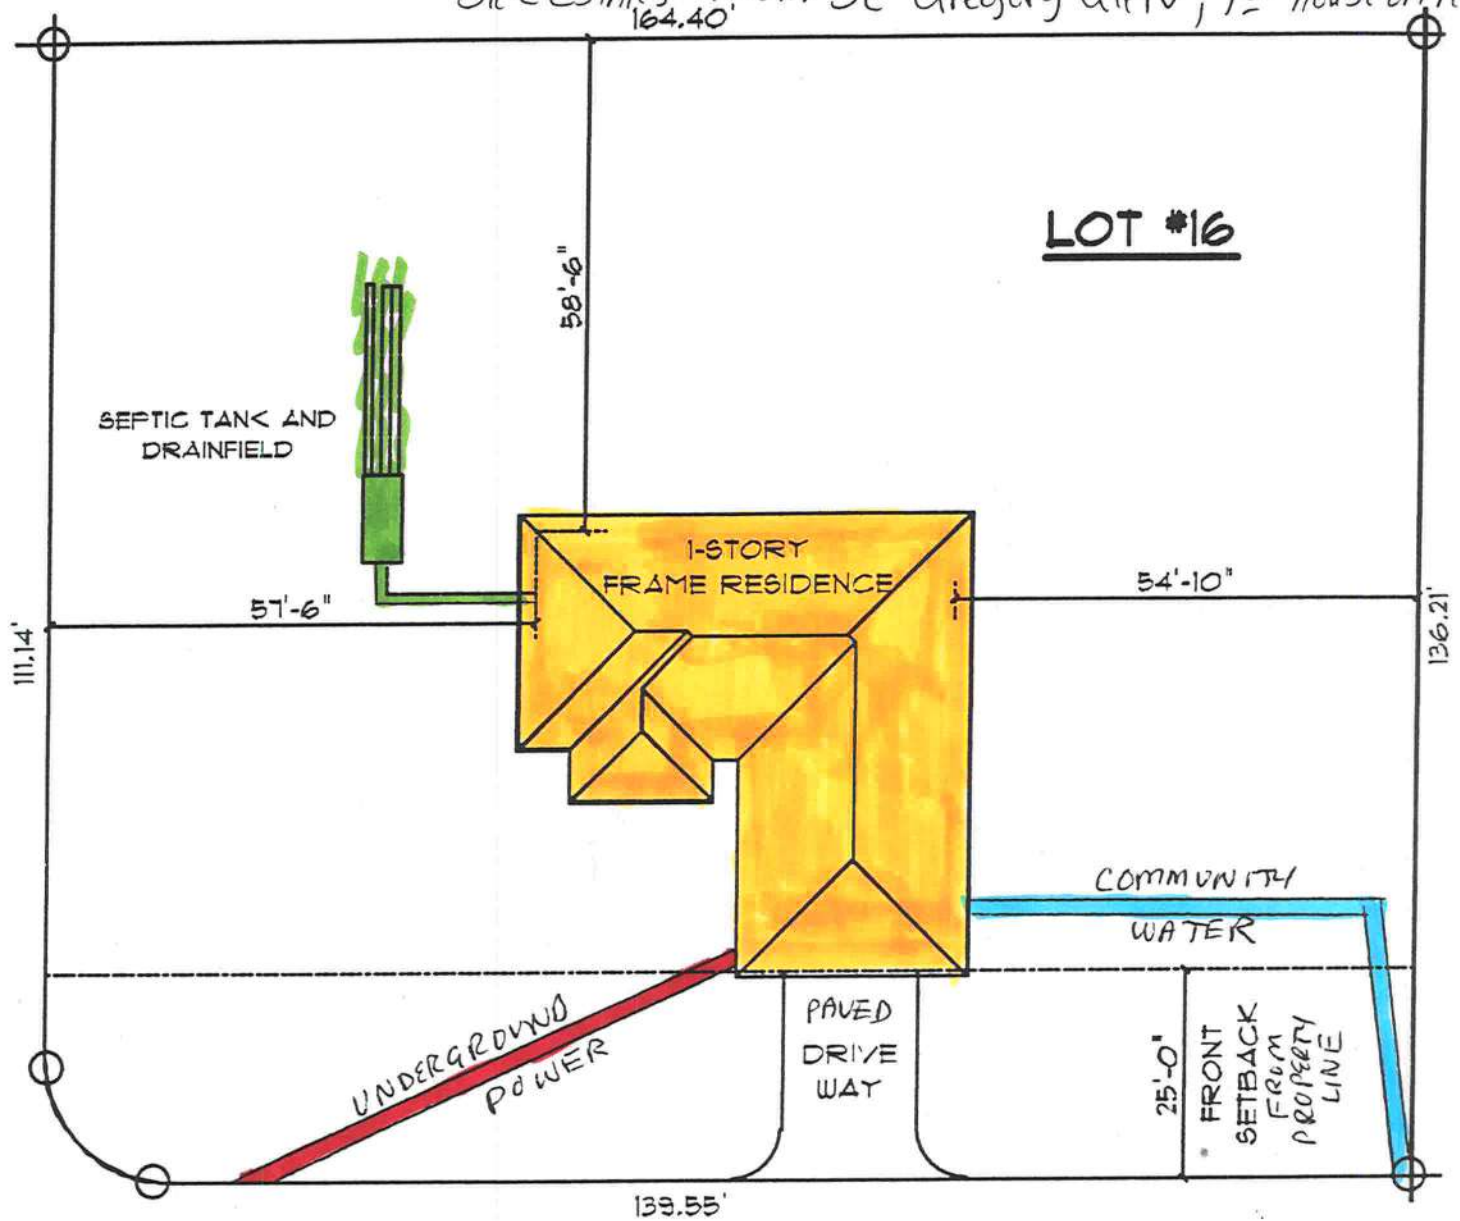 Gregory
164.40'
LOT #16
58'-6"
SEPTIC TANK AND
DRAINFIELD
1-STORY
FRAME RESIDENCE
57'-6"
54'-10"
111.14'
136.21'
COMMUNITY
WATER
UNDERGROUND
POWER
PAVED
DRIVE
WAY
25'-0"
FRONT
SETBACK
FROM
PROPERTY
LINE
139.55'